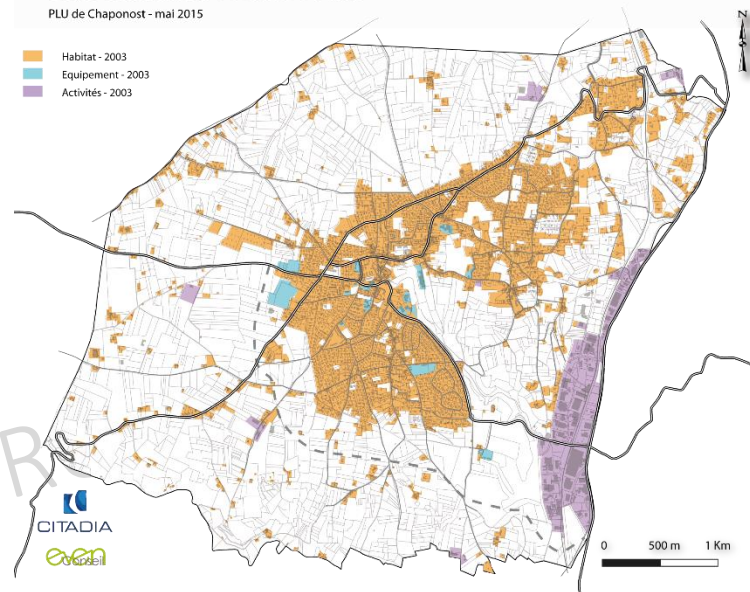 PLU de Chaponost - mai 2015
N
Habitat - 2003
Equipement - 2003
Activités - 2003
R
CITADIA
even
Conseil
0 500 m 1 Km